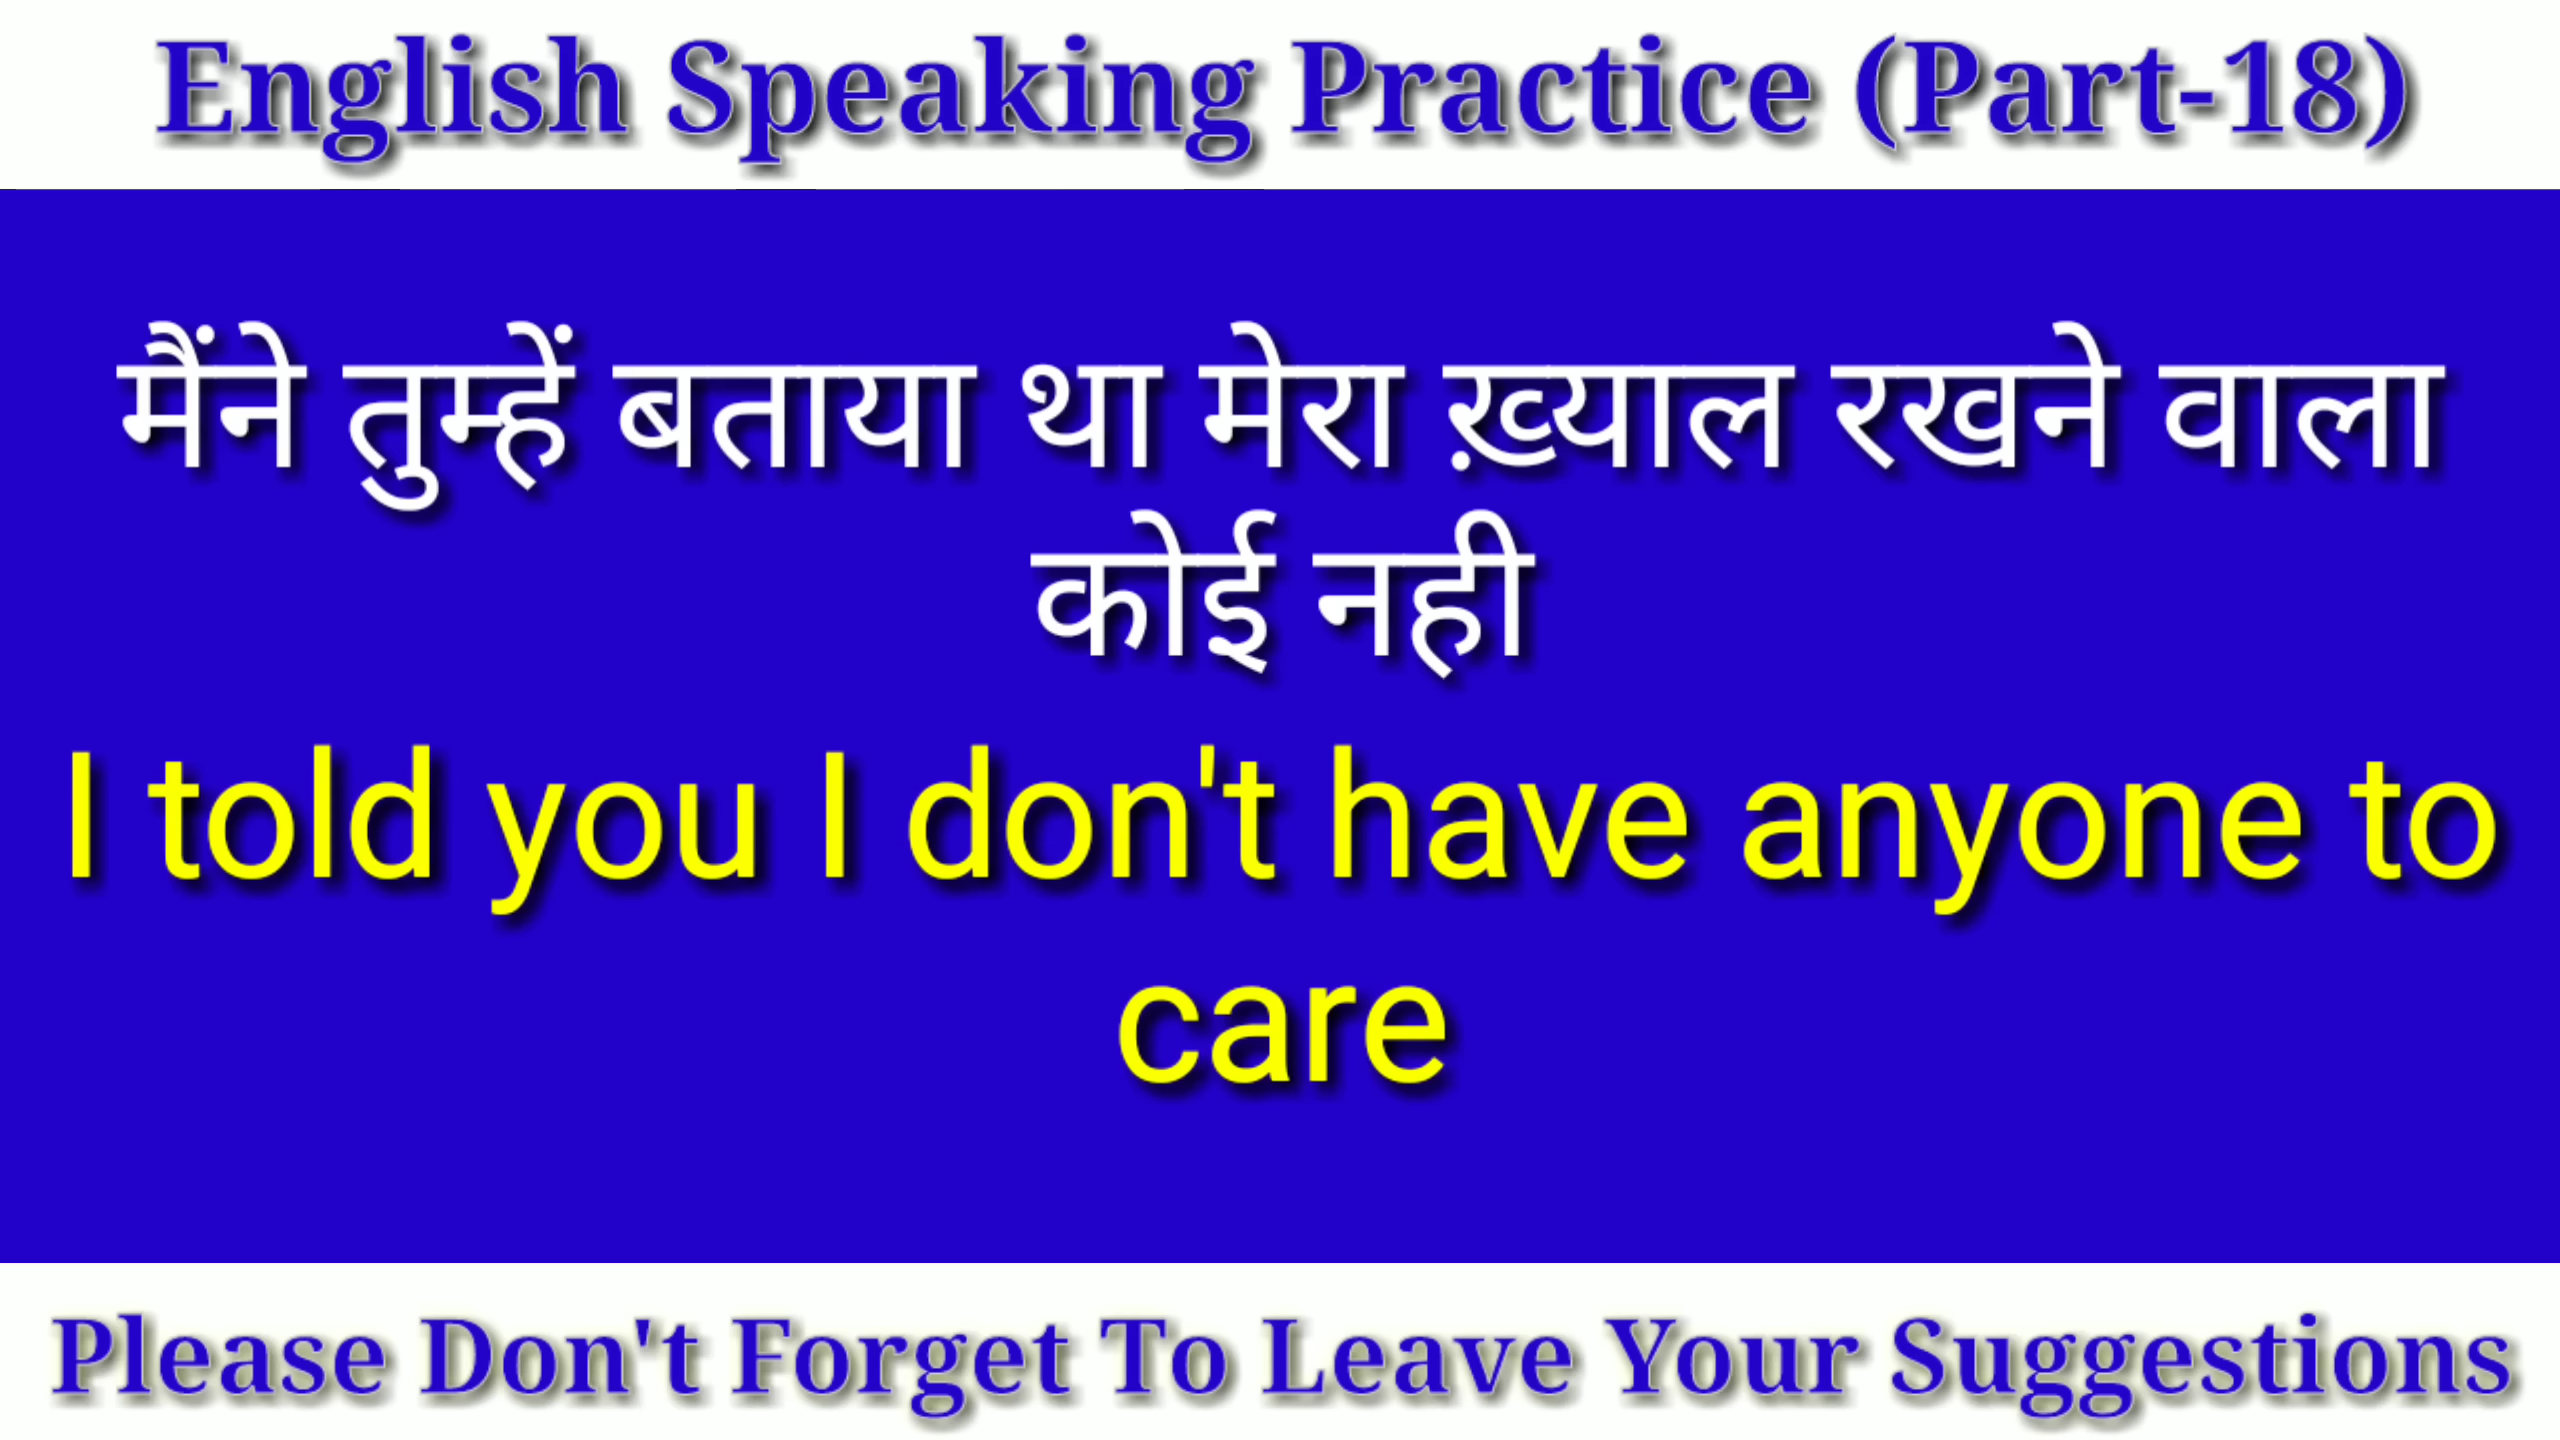 English Speaking Practice (Part-18)
मैंने तुम्हें बताया था मेरा ख़्याल रखने वाला
कोई नही
I told you I don't have anyone to
care
Please Don't Forget To Leave Your Suggestions